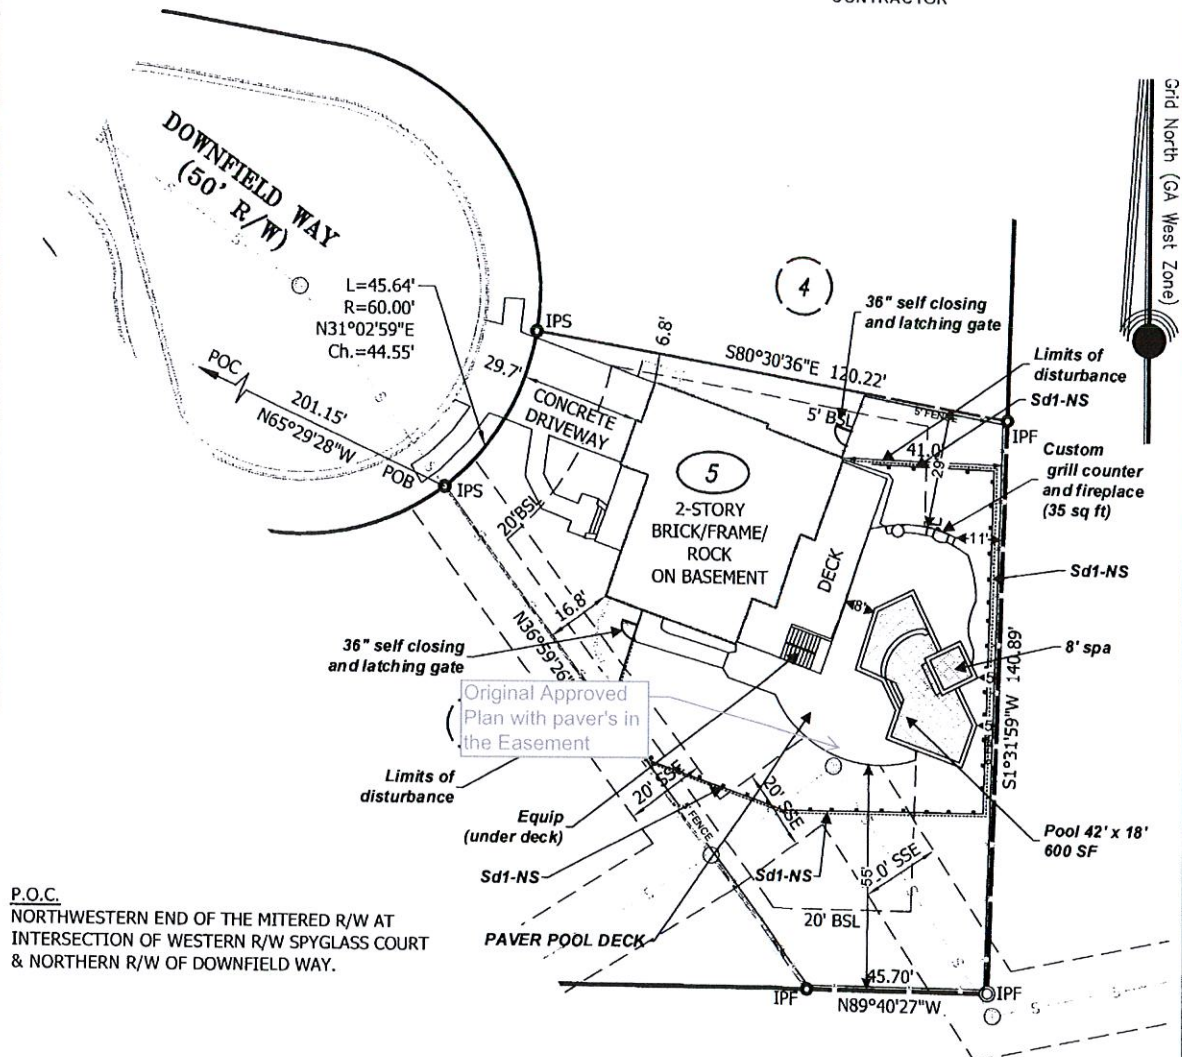 CONTRACTOR
Grid North (GA West Zone)
DOWNFIELD WAY
(50' R/W)
L=45.64'
R=60.00'
N31°02'59"E
Ch.=44.55'
IPS
POC
201.15'
N65°29'28"W
POB
IPS
29.7'
CONCRETE
DRIVEWAY
20'BSL
6.8'
4
S80°30'36"E 120.22'
36" self closing
and latching gate
Limits of
disturbance
Sd1-NS
5' BSL
5' FENCE
IPF
41.0'
29'
Custom
grill counter
and fireplace
(35 sq ft)
11'
Sd1-NS
5
2-STORY
BRICK/FRAME/
ROCK
ON BASEMENT
DECK
8'
16.8'
N36°59'26"
36" self closing
and latching gate
8' spa
5'
5'
S1°31'59"W 140.89'
Original Approved
Plan with paver's in
the Easement
Limits of
disturbance
20' SSE
20' SSE
FENCE
Equip
(under deck)
Sd1-NS
Sd1-NS
Pool 42' x 18'
600 SF
55'
0' SSE
20' BSL
PAVER POOL DECK
P.O.C.
NORTHWESTERN END OF THE MITERED R/W AT
INTERSECTION OF WESTERN R/W SPYGLASS COURT
& NORTHERN R/W OF DOWNFIELD WAY.
45.70'
IPF
IPF
N89°40'27"W
S
S